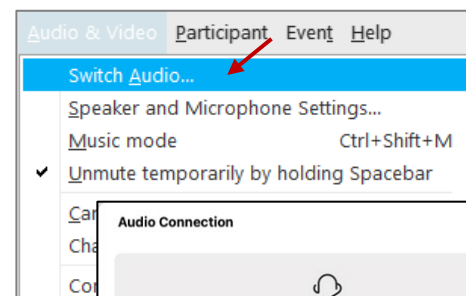 Audio & Video Participant Event Help
Switch Audio...
Speaker and Microphone Settings...
Music mode Ctrl+Shift+M
Unmute temporarily by holding Spacebar
Audio Connection